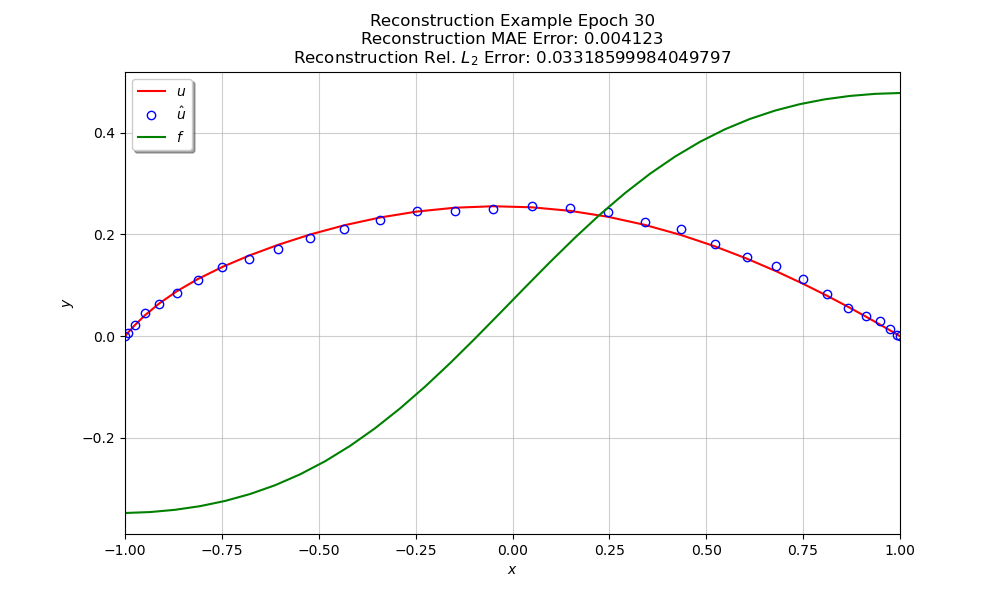 Reconstruction Example Epoch 30
Reconstruction MAE Error: 0.004123
Reconstruction Rel. $L_2$ Error: 0.03318599984049797
u
û
f
0.4
0.2
0.0
−0.2
y
−1.00 −0.75 −0.50 −0.25 0.00 0.25 0.50 0.75 1.00
x